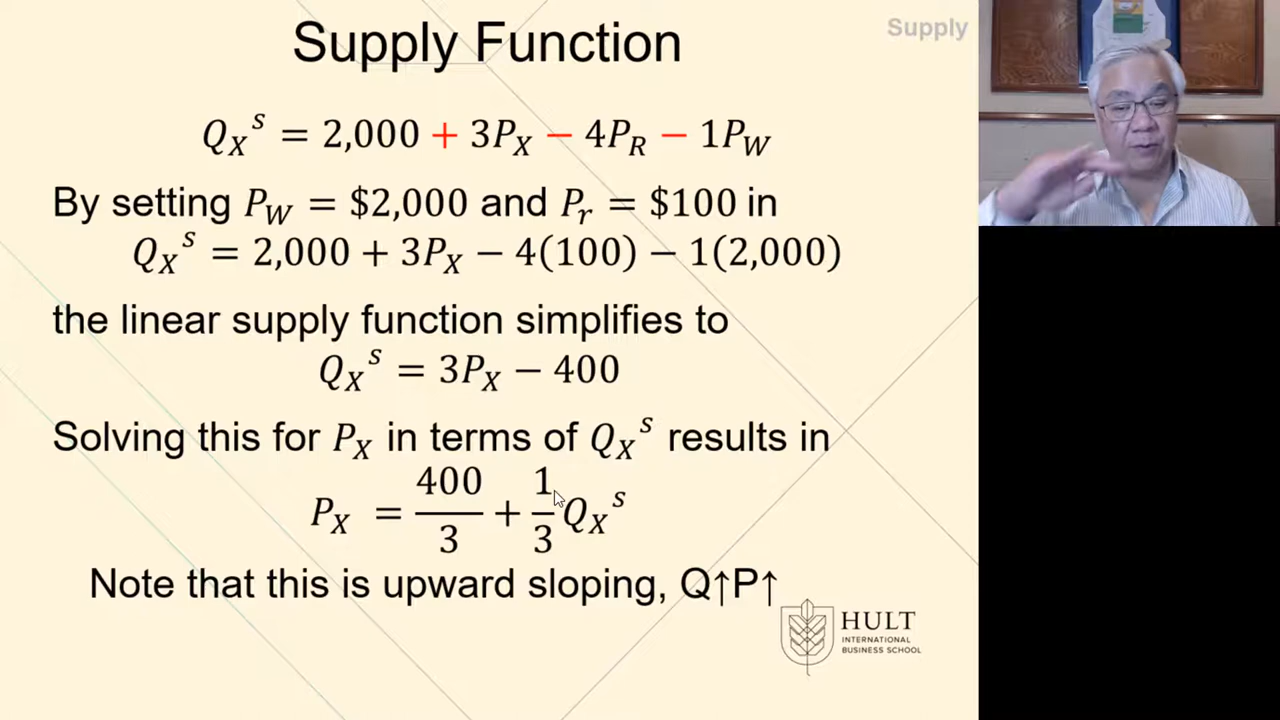 Supply Function
Supply
Q_X^s = 2,000 + 3P_X − 4P_R − 1P_W
By setting P_W = $2,000 and P_r = $100 in
Q_X^s = 2,000 + 3P_X − 4(100) − 1(2,000)
the linear supply function simplifies to
Q_X^s = 3P_X − 400
Solving this for P_X in terms of Q_X^s results in
P_X = 400/3 + 1/3 Q_X^s
Note that this is upward sloping, Q↑P↑
HULT
INTERNATIONAL
BUSINESS SCHOOL